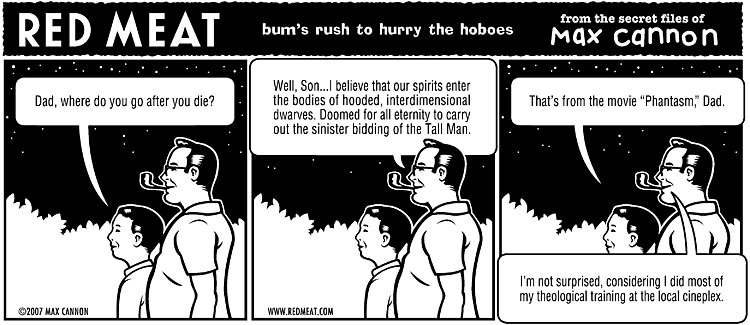 RED MEAT
bum's rush to hurry the hoboes
from the secret files of
Max cannon
Dad, where do you go after you die?
©2007 MAX CANNON
Well, Son...I believe that our spirits enter
the bodies of hooded, interdimensional
dwarves. Doomed for all eternity to carry
out the sinister bidding of the Tall Man.
WWW.REDMEAT.COM
That's from the movie “Phantasm,” Dad.
I'm not surprised, considering I did most of
my theological training at the local cineplex.